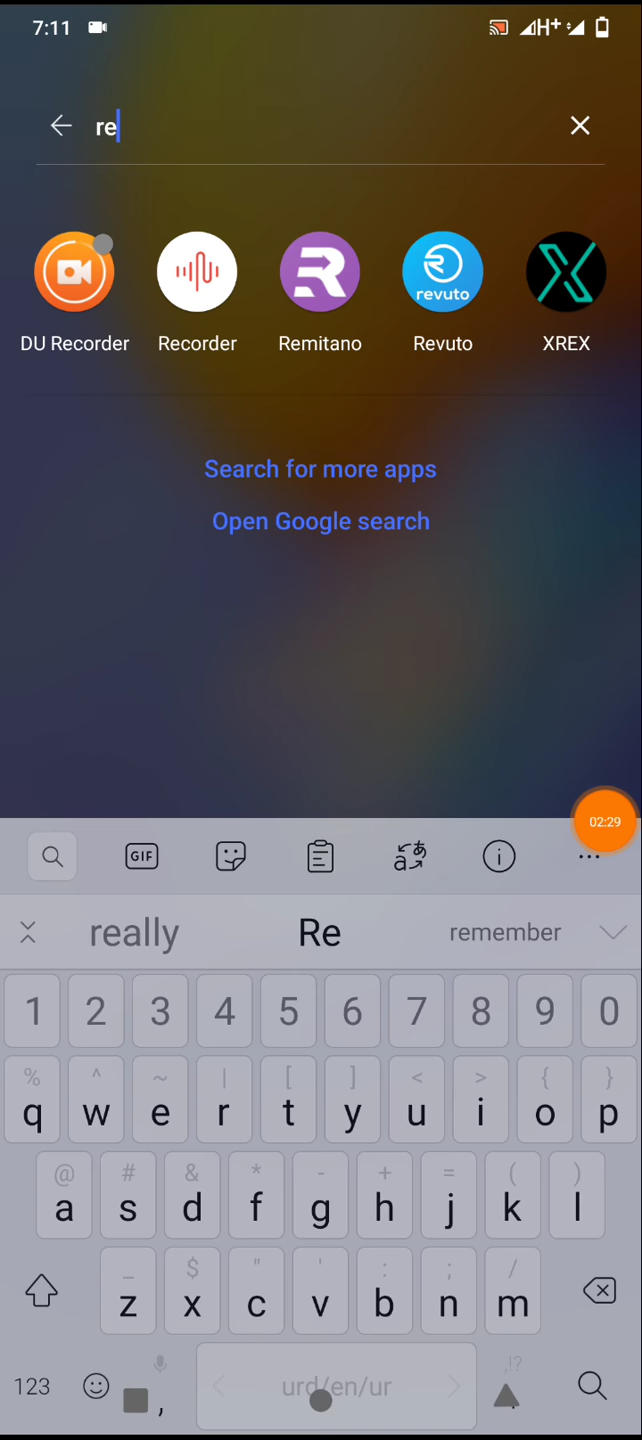 7:11 H+
re
revuto
DU Recorder Recorder Remitano Revuto XREX
Search for more apps
Open Google search
02:29
GIF
really Re remember
1 2 3 4 5 6 7 8 9 0
% ^ ~ | [ ] < > { }
q w e r t y u i o p
@ # & * - + = ( )
a s d f g h j k l
_ $ " ' : ; /
z x c v b n m
,!?
123 , urd/en/ur .